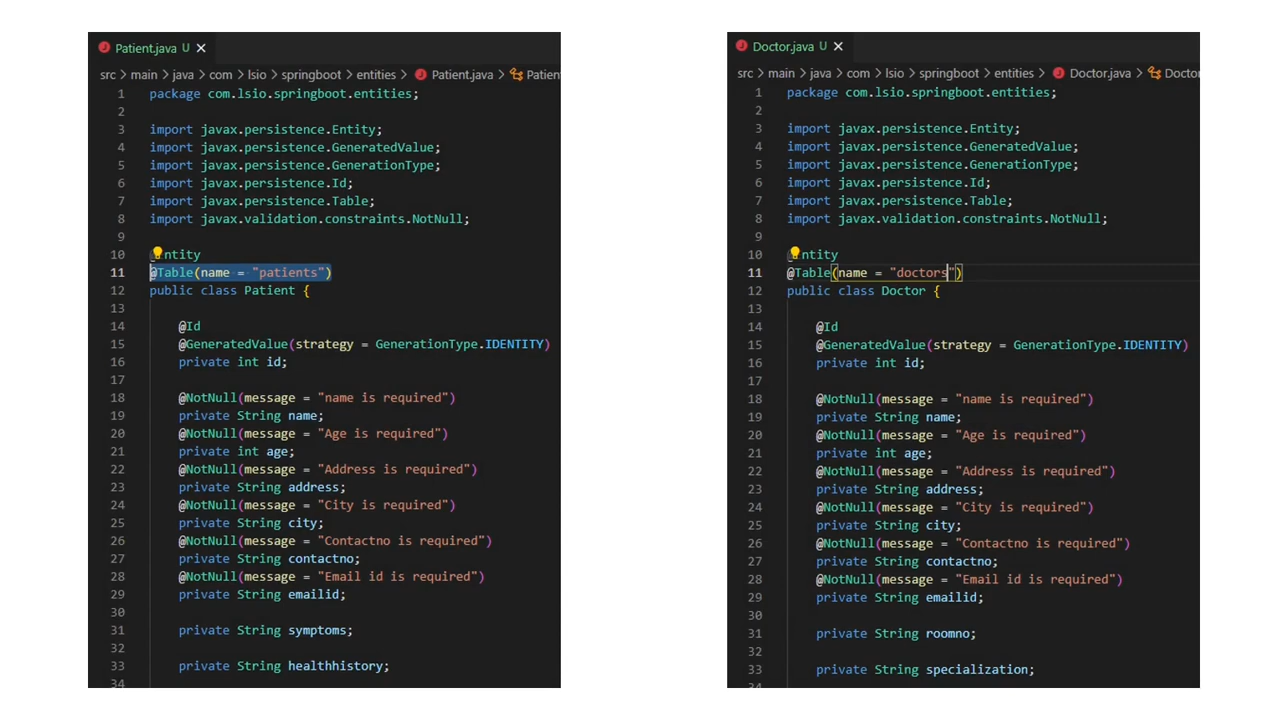 Patient.java U
src > main > java > com > lsio > springboot > entities > Patient.java > Patien
1 package com.lsio.springboot.entities;
2
3 import javax.persistence.Entity;
4 import javax.persistence.GeneratedValue;
5 import javax.persistence.GenerationType;
6 import javax.persistence.Id;
7 import javax.persistence.Table;
8 import javax.validation.constraints.NotNull;
9
10 @ntity
11 @Table(name = "patients")
12 public class Patient {
13
14 @Id
15 @GeneratedValue(strategy = GenerationType.IDENTITY)
16 private int id;
17
18 @NotNull(message = "name is required")
19 private String name;
20 @NotNull(message = "Age is required")
21 private int age;
22 @NotNull(message = "Address is required")
23 private String address;
24 @NotNull(message = "City is required")
25 private String city;
26 @NotNull(message = "Contactno is required")
27 private String contactno;
28 @NotNull(message = "Email id is required")
29 private String emailid;
30
31 private String symptoms;
32
33 private String healthhistory;
34
Doctor.java U
src > main > java > com > lsio > springboot > entities > Doctor.java > Docto
1 package com.lsio.springboot.entities;
2
3 import javax.persistence.Entity;
4 import javax.persistence.GeneratedValue;
5 import javax.persistence.GenerationType;
6 import javax.persistence.Id;
7 import javax.persistence.Table;
8 import javax.validation.constraints.NotNull;
9
10 @ntity
11 @Table(name = "doctors")
12 public class Doctor {
13
14 @Id
15 @GeneratedValue(strategy = GenerationType.IDENTITY)
16 private int id;
17
18 @NotNull(message = "name is required")
19 private String name;
20 @NotNull(message = "Age is required")
21 private int age;
22 @NotNull(message = "Address is required")
23 private String address;
24 @NotNull(message = "City is required")
25 private String city;
26 @NotNull(message = "Contactno is required")
27 private String contactno;
28 @NotNull(message = "Email id is required")
29 private String emailid;
30
31 private String roomno;
32
33 private String specialization;
34